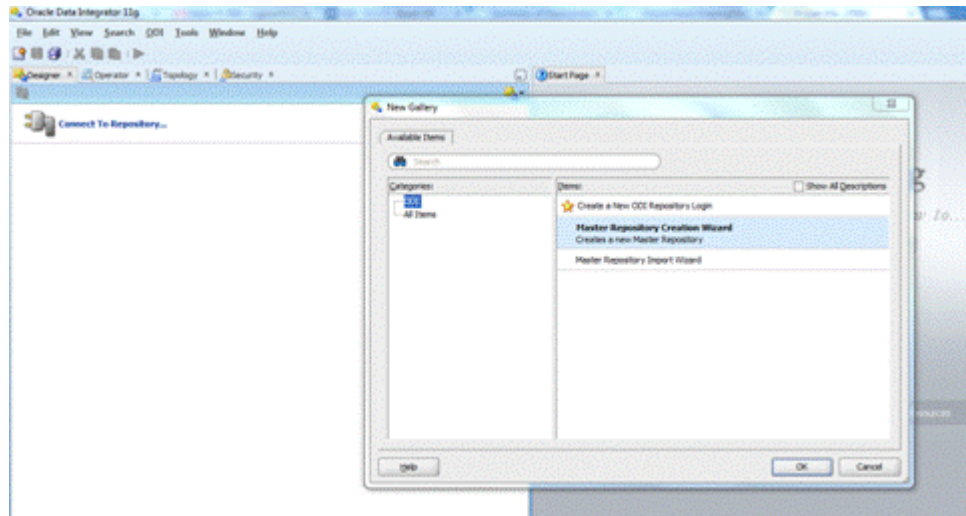 Oracle Data Integrator 11g
File Edit View Search ODI Tools Window Help
Designer Operator Topology Security
Start Page
Connect To Repository...
New Gallery
Available Items
Search
Categories:
ODI
All Items
Items:
Show All Descriptions
Create a New ODI Repository Login
Master Repository Creation Wizard
Creates a new Master Repository
Master Repository Import Wizard
Help
OK
Cancel